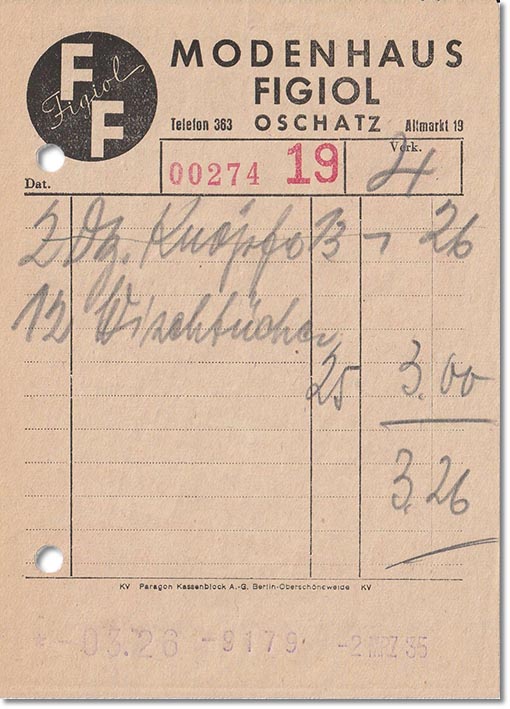 F
Figiol
F
MODENHAUS
FIGIOL
Telefon 363 OSCHATZ Altmarkt 19
Dat. 00274 19 Verk. 4
2 Dz. Knöpfe 13 – 26
12 Wischtücher
25 3.00
3.26
KV Paragon Kassenblock A.-G. Berlin-Oberschöneweide KV
*-03.26 -9179 -2 MRZ 35